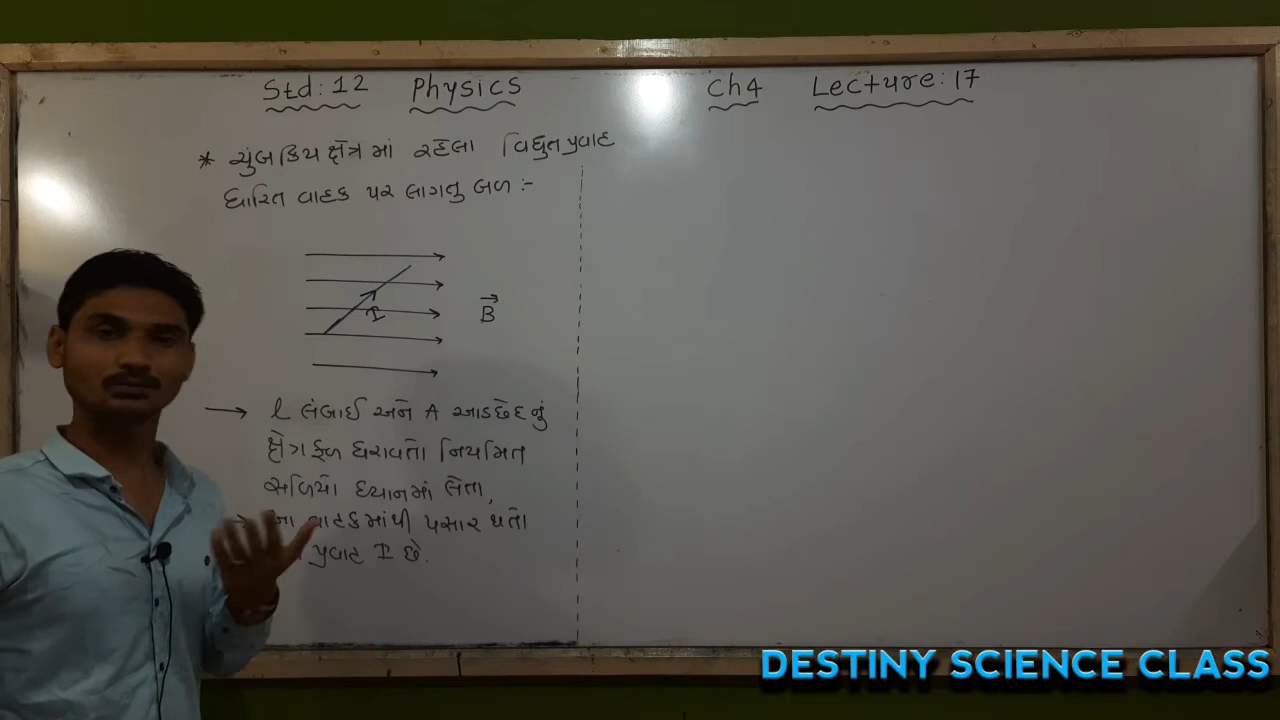 Std: 12 Physics Ch4 Lecture: 17
* ચુંબકિય ક્ષેત્રમાં રહેલા વિદ્યુતપ્રવાહ
ધારિત વાહક પર લાગતુ બળ :-
I
B
→ l લંબાઈ અને A આડછેદનું
ક્ષેત્રફળ ધરાવતો નિયમિત
સળિયો ધ્યાનમાં લેતા,
વાહકમાંથી પસાર થતો
પ્રવાહ I છે.
DESTINY SCIENCE CLASS